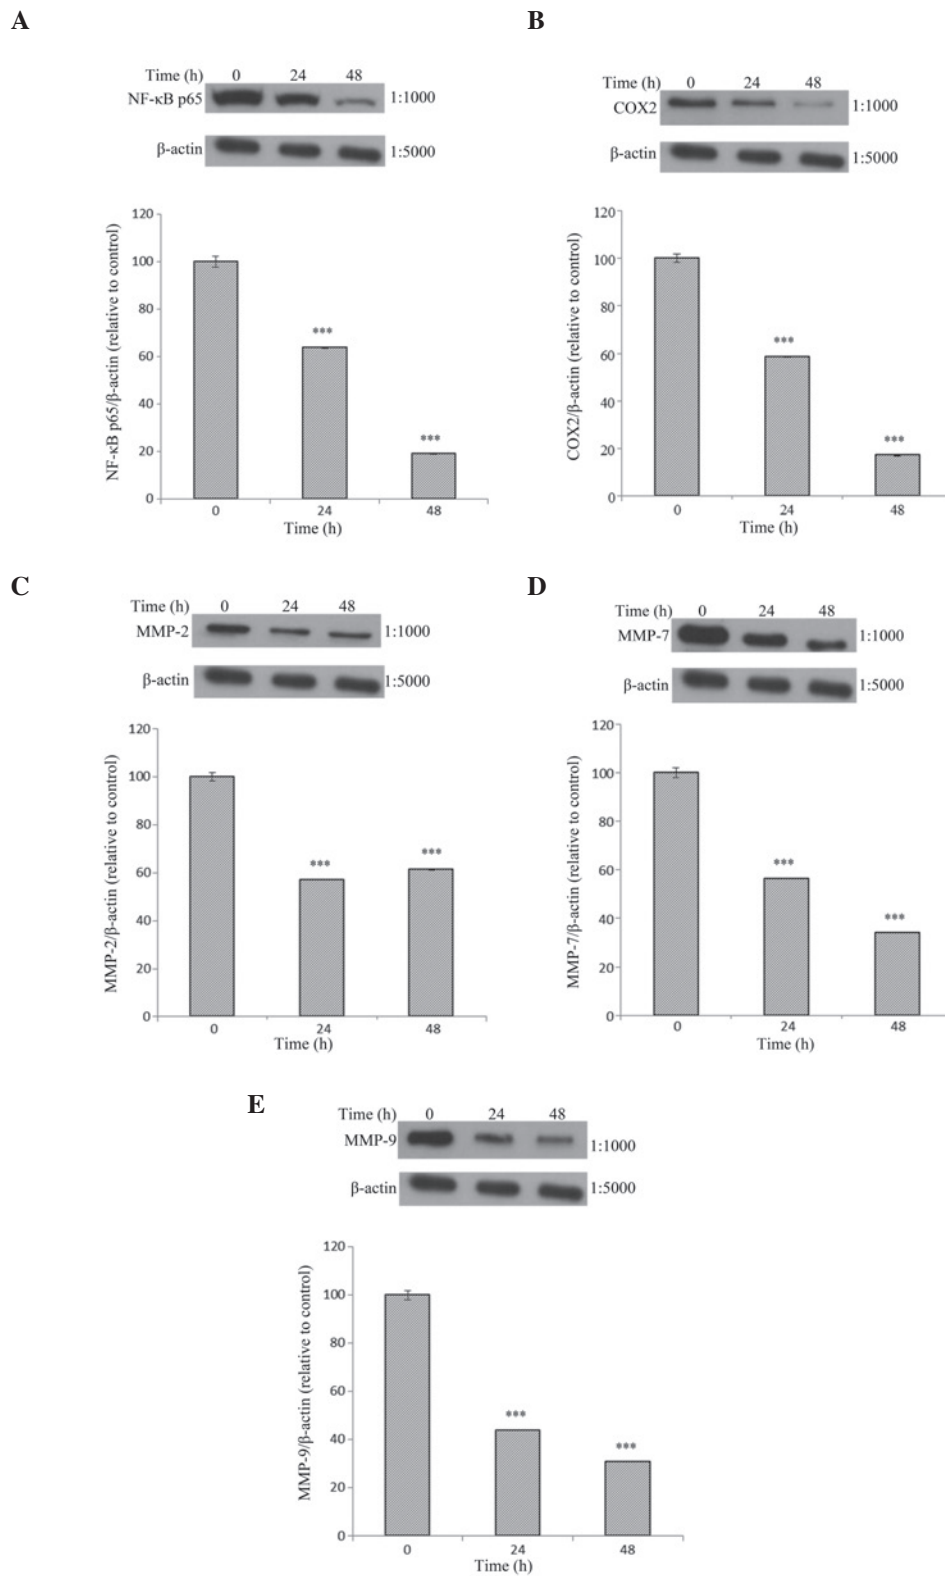 A
Time (h) 0 24 48
NF-κB p65 1:1000
β-actin 1:5000
NF-κB p65/β-actin (relative to control)
120
100
80
60
40
20
0
*** ***
0 24 48
Time (h)
B
Time (h) 0 24 48
COX2 1:1000
β-actin 1:5000
COX2/β-actin (relative to control)
120
100
80
60
40
20
0
*** ***
0 24 48
Time (h)
C
Time (h) 0 24 48
MMP-2 1:1000
β-actin 1:5000
MMP-2/β-actin (relative to control)
120
100
80
60
40
20
0
*** ***
0 24 48
Time (h)
D
Time (h) 0 24 48
MMP-7 1:1000
β-actin 1:5000
MMP-7/β-actin (relative to control)
120
100
80
60
40
20
0
*** ***
0 24 48
Time (h)
E
Time (h) 0 24 48
MMP-9 1:1000
β-actin 1:5000
MMP-9/β-actin (relative to control)
120
100
80
60
40
20
0
*** ***
0 24 48
Time (h)